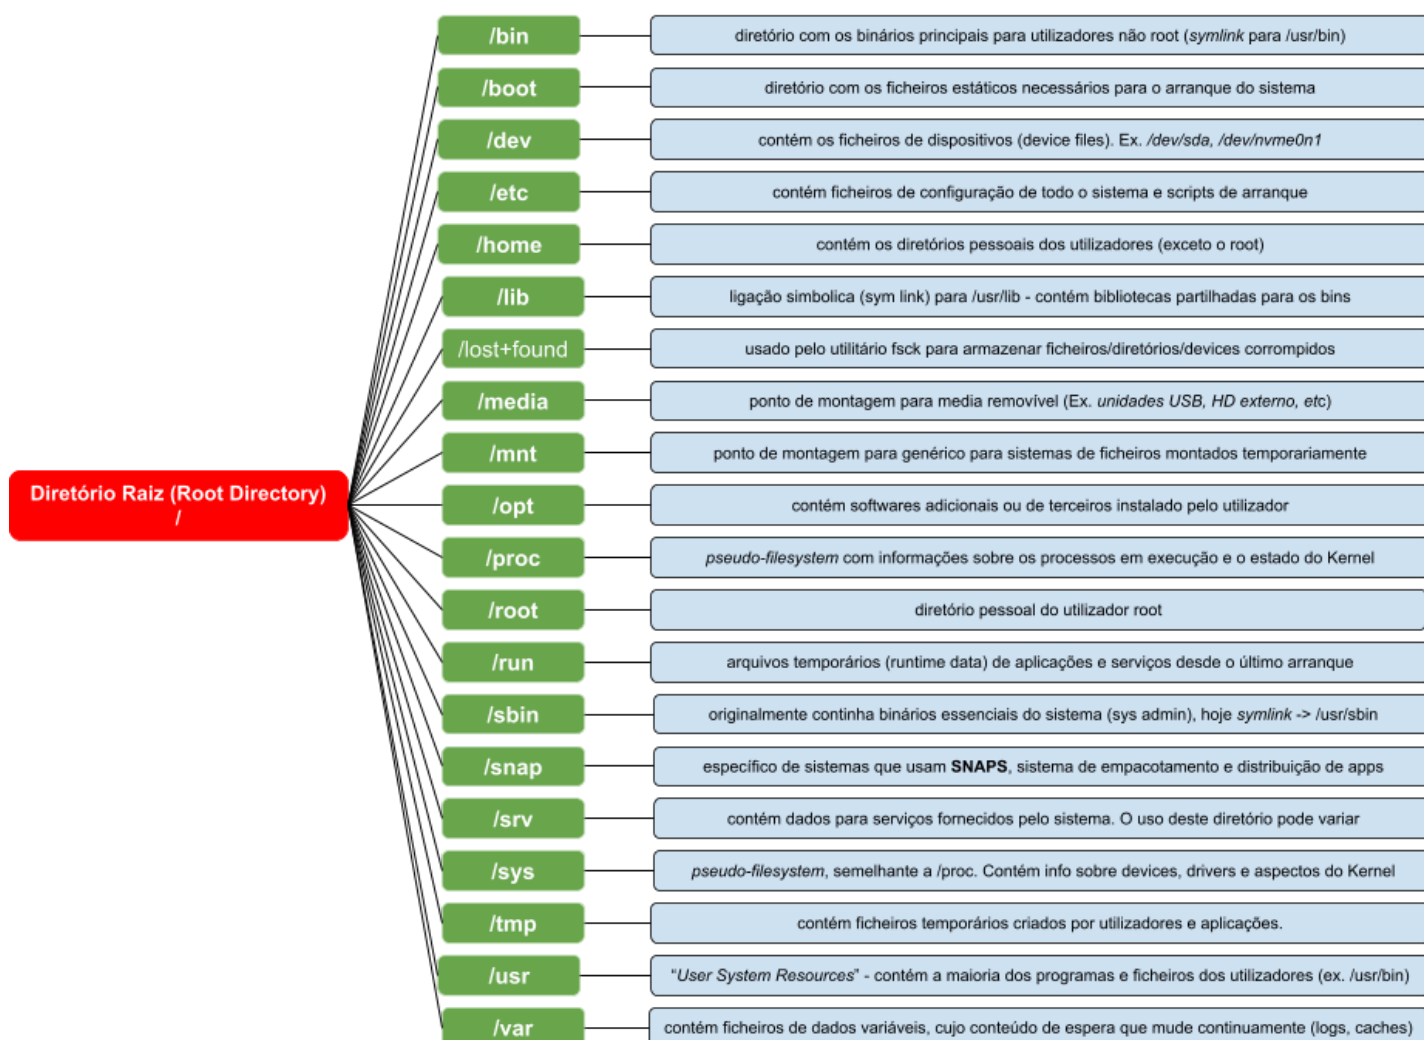 /bin
diretório com os binários principais para utilizadores não root (symlink para /usr/bin)
/boot
diretório com os ficheiros estáticos necessários para o arranque do sistema
/dev
contém os ficheiros de dispositivos (device files). Ex. /dev/sda, /dev/nvme0n1
/etc
contém ficheiros de configuração de todo o sistema e scripts de arranque
/home
contém os diretórios pessoais dos utilizadores (exceto o root)
/lib
ligação simbolica (sym link) para /usr/lib - contém bibliotecas partilhadas para os bins
/lost+found
usado pelo utilitário fsck para armazenar ficheiros/diretórios/devices corrompidos
/media
ponto de montagem para media removível (Ex. unidades USB, HD externo, etc)
/mnt
ponto de montagem para genérico para sistemas de ficheiros montados temporariamente
Diretório Raiz (Root Directory)
/
/opt
contém softwares adicionais ou de terceiros instalado pelo utilizador
/proc
pseudo-filesystem com informações sobre os processos em execução e o estado do Kernel
/root
diretório pessoal do utilizador root
/run
arquivos temporários (runtime data) de aplicações e serviços desde o último arranque
/sbin
originalmente continha binários essenciais do sistema (sys admin), hoje symlink -> /usr/sbin
/snap
específico de sistemas que usam SNAPS, sistema de empacotamento e distribuição de apps
/srv
contém dados para serviços fornecidos pelo sistema. O uso deste diretório pode variar
/sys
pseudo-filesystem, semelhante a /proc. Contém info sobre devices, drivers e aspectos do Kernel
/tmp
contém ficheiros temporários criados por utilizadores e aplicações.
/usr
“User System Resources” - contém a maioria dos programas e ficheiros dos utilizadores (ex. /usr/bin)
/var
contém ficheiros de dados variáveis, cujo conteúdo de espera que mude continuamente (logs, caches)